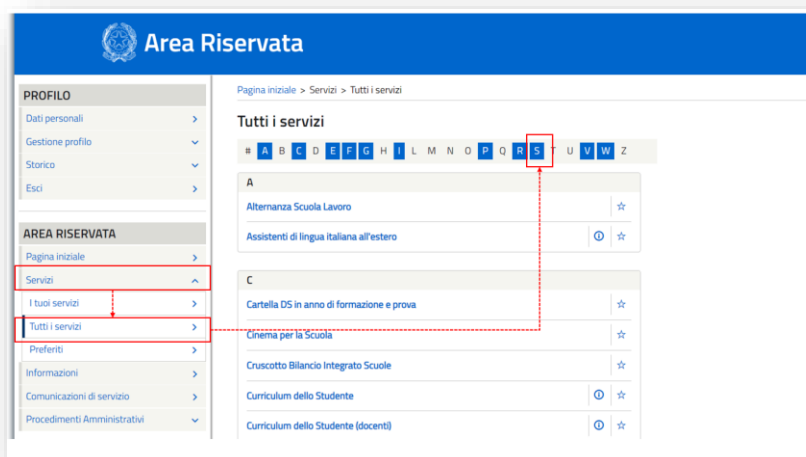 Area Riservata
PROFILO
Dati personali
Gestione profilo
Storico
Esci
AREA RISERVATA
Pagina iniziale
Servizi
I tuoi servizi
Tutti i servizi
Preferiti
Informazioni
Comunicazioni di servizio
Procedimenti Amministrativi
Pagina iniziale > Servizi > Tutti i servizi
Tutti i servizi
# A B C D E F G H I L M N O P Q R S T U V W Z
A
Alternanza Scuola Lavoro
Assistenti di lingua italiana all'estero
C
Cartella DS in anno di formazione e prova
Cinema per la Scuola
Cruscotto Bilancio Integrato Scuole
Curriculum dello Studente
Curriculum dello Studente (docenti)